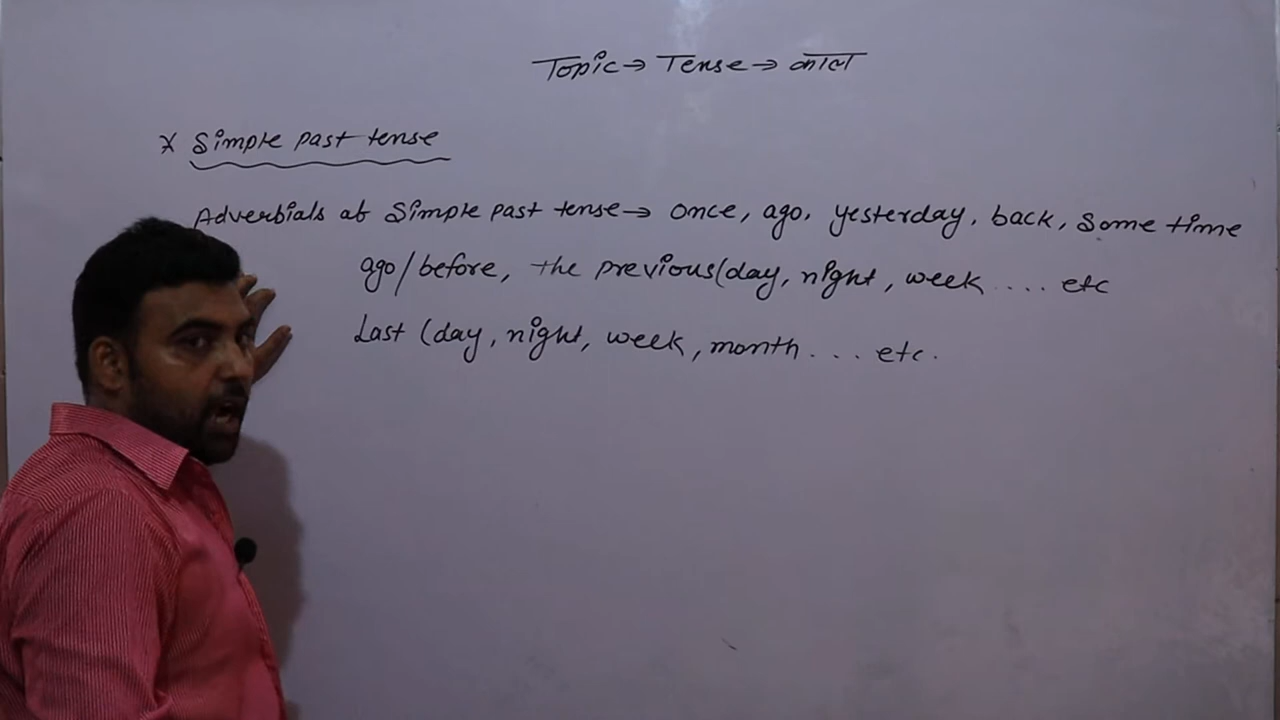 Topic → Tense → काल
* Simple past tense
Adverbials of Simple past tense → once, ago, yesterday, back, Some time
ago/before, the previous(day, night, week .... etc
Last (day, night, week, month ... etc.